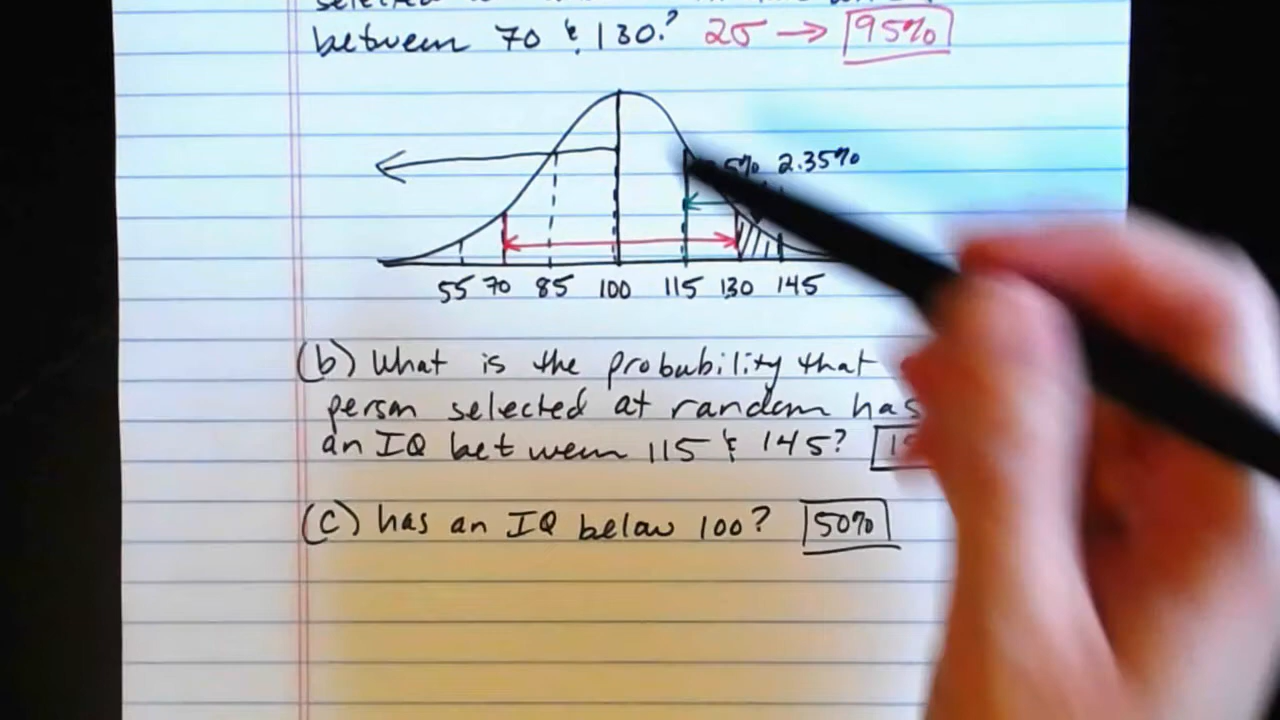 between 70 & 130? 2σ → 95%
5% 2.35%
55 70 85 100 115 130 145
(b) What is the probability that
person selected at random has
an IQ between 115 & 145?
(c) has an IQ below 100? 50%